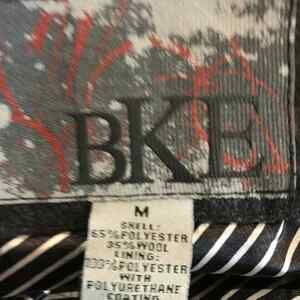 BKE
M
SHELL:
65%POLYESTER
35%WOOL
LINING:
100%POLYESTER
WITH
POLYURETHANE
COATING